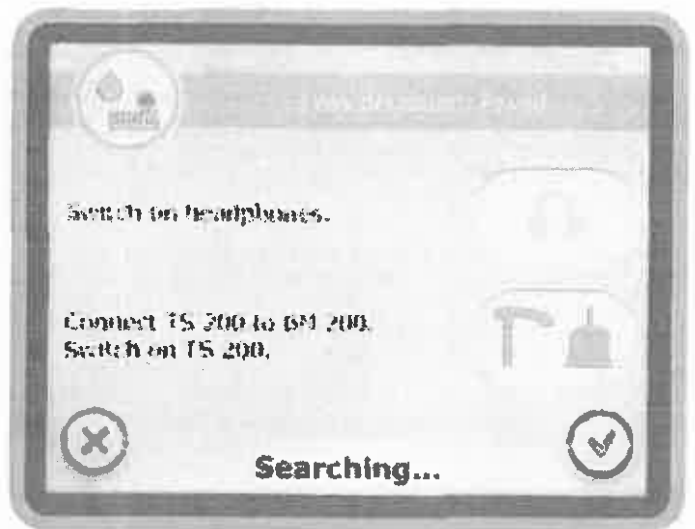 Switch on headphones.
Connect TS 200 to BM 200.
Switch on TS 200.
Searching...